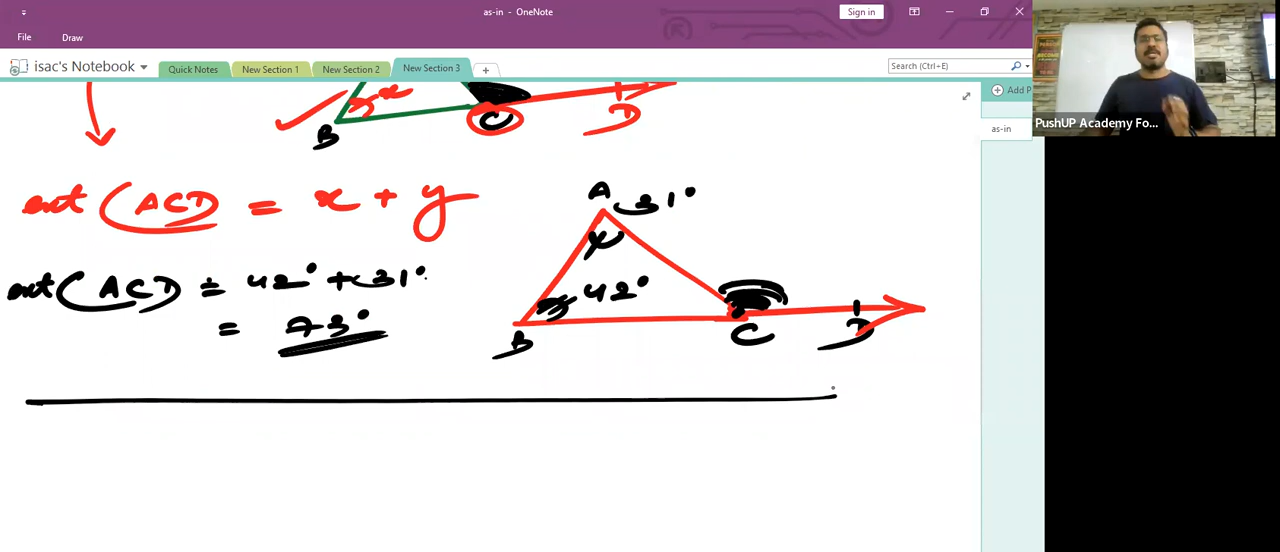 as-in - OneNote
Sign in
File
Draw
isac's Notebook
Quick Notes
New Section 1
New Section 2
New Section 3
+
Search (Ctrl+E)
Add P
as-in
PushUP Academy Fo...
x
B
C
D
ext (ACD = x + y
A 31°
ext (ACD = 42° + 31°
42°
= 73°
B
C
D